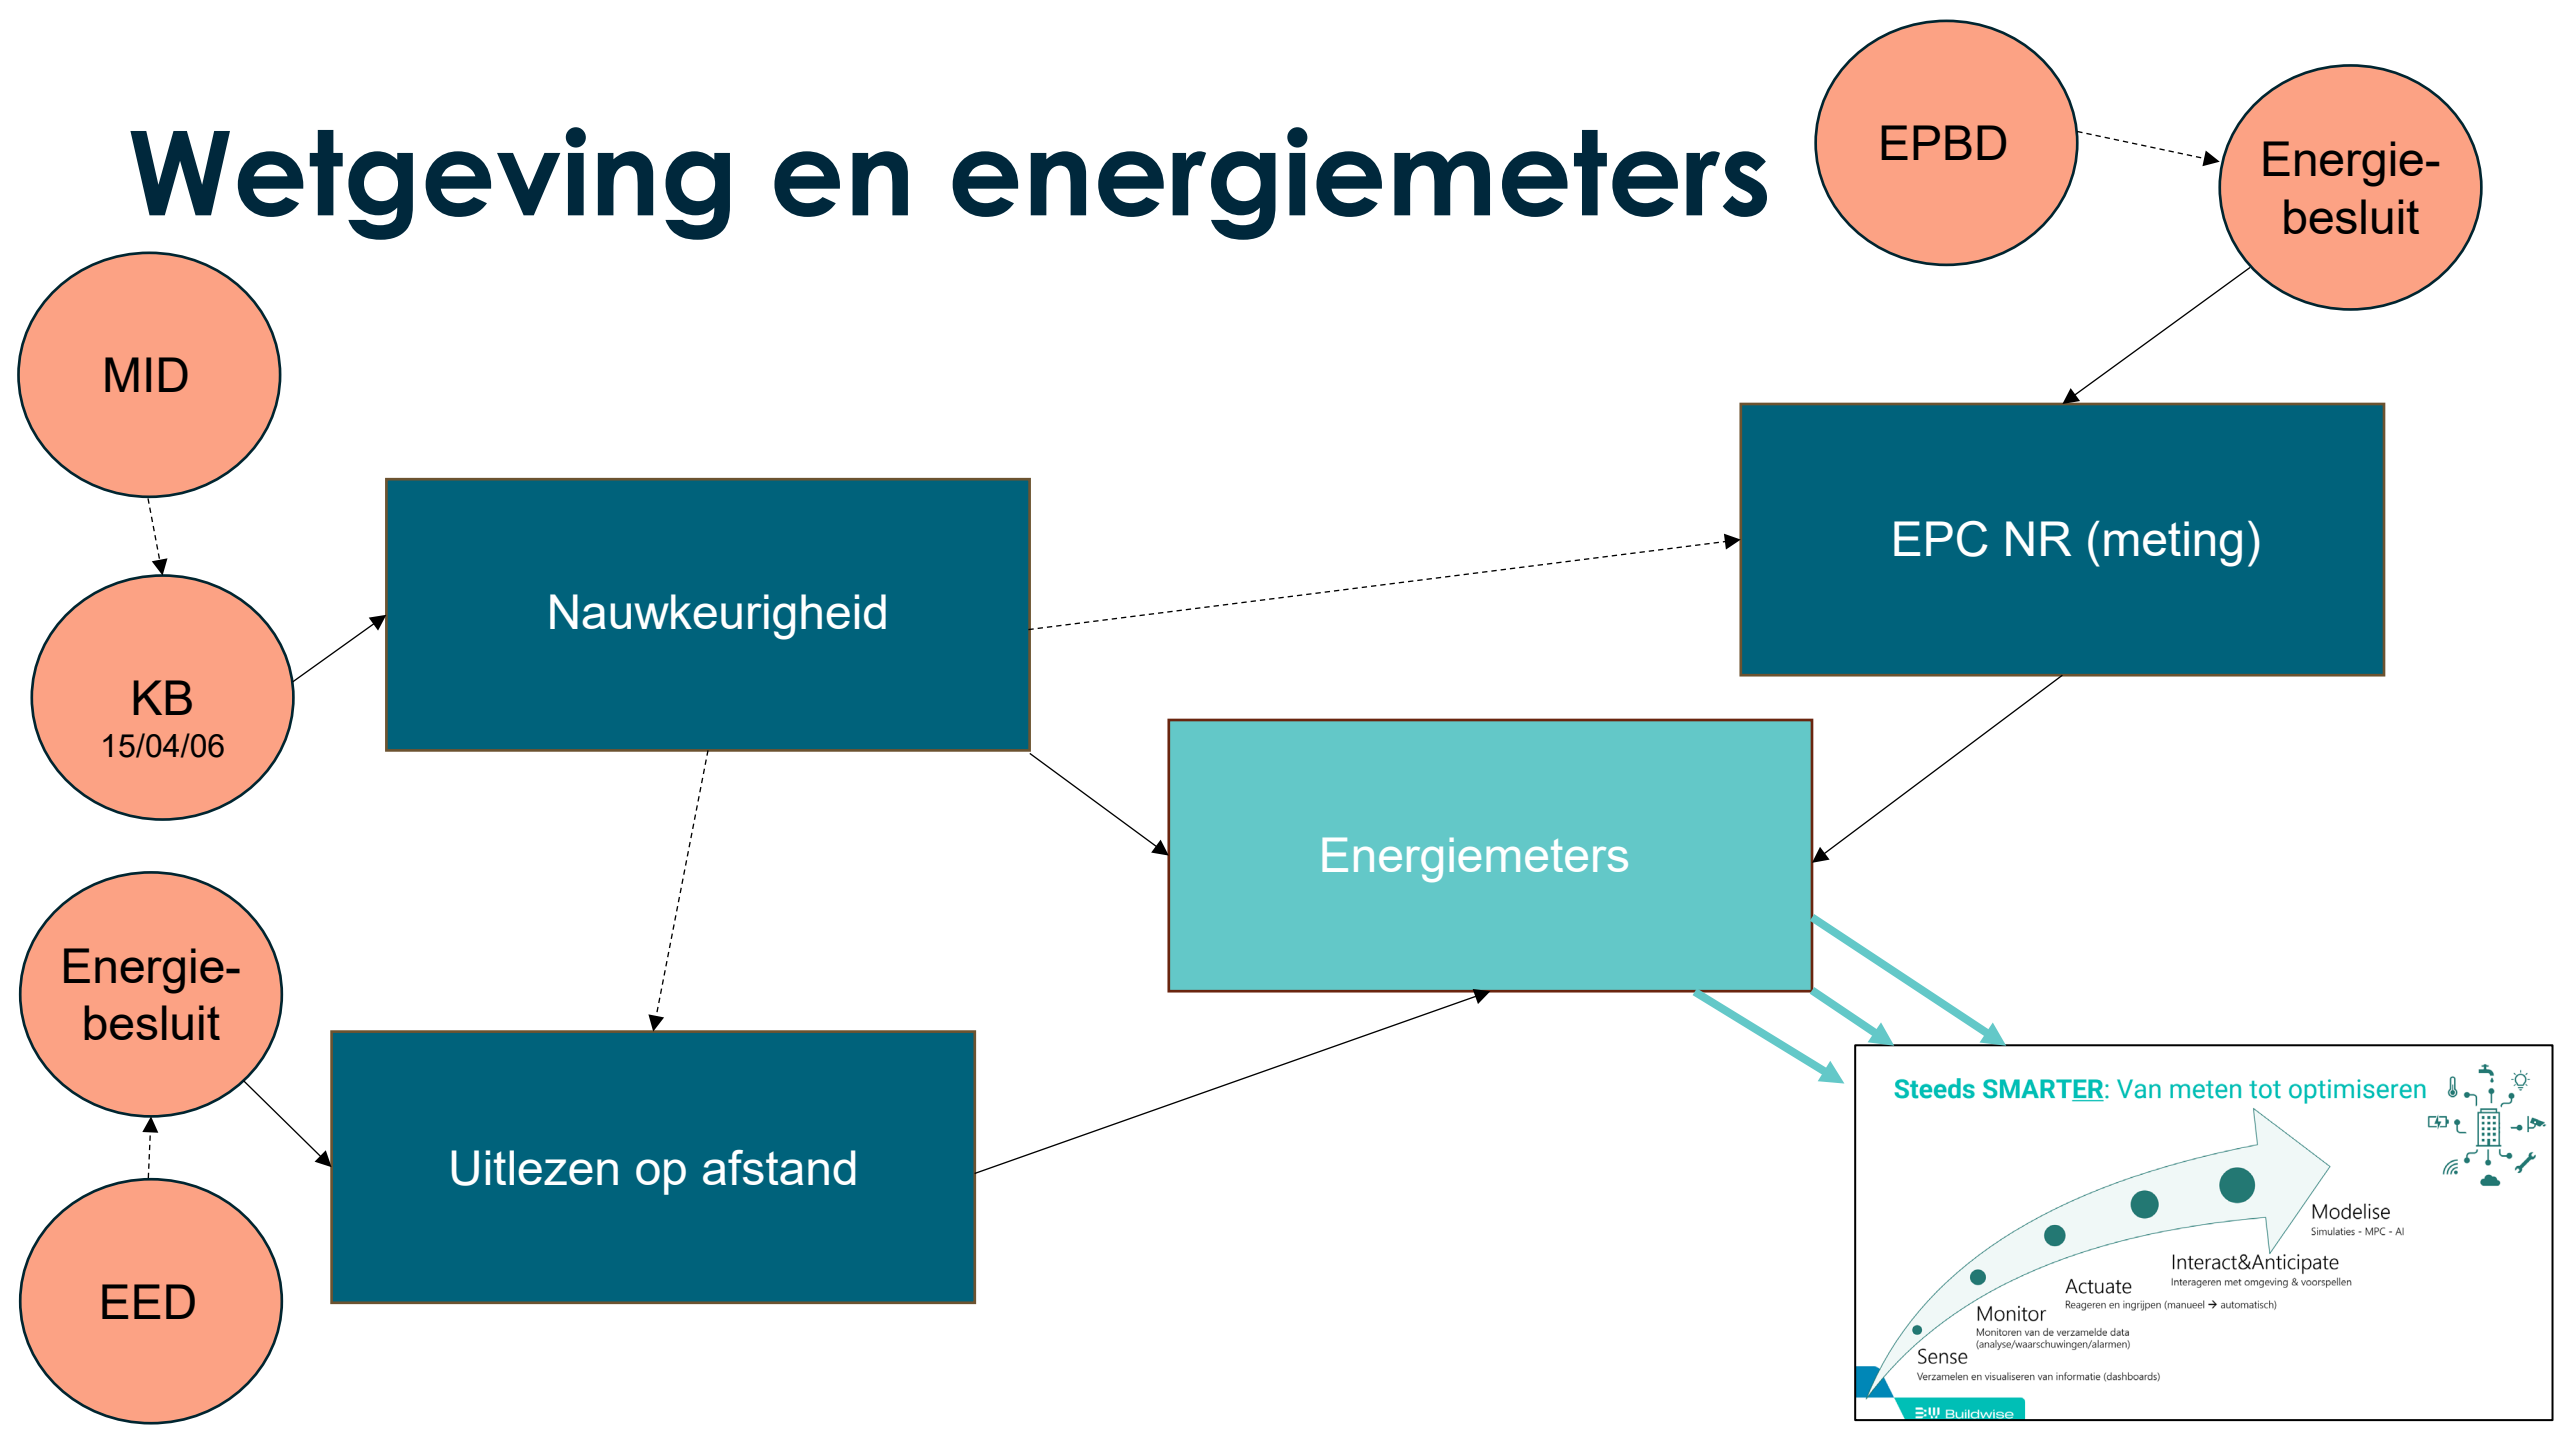 Wetgeving en energiemeters
EPBD
Energie-
besluit
MID
EPC NR (meting)
Nauwkeurigheid
KB
15/04/06
Energiemeters
Energie-
besluit
Uitlezen op afstand
EED
Steeds SMARTER: Van meten tot optimiseren
Modelise
Simulaties - MPC - AI
Interact&Anticipate
Interageren met omgeving & voorspellen
Actuate
Reageren en ingrijpen (manueel → automatisch)
Monitor
Monitoren van de verzamelde data
(analyse/waarschuwingen/alarmen)
Sense
Verzamelen en visualiseren van informatie (dashboards)
Buildwise